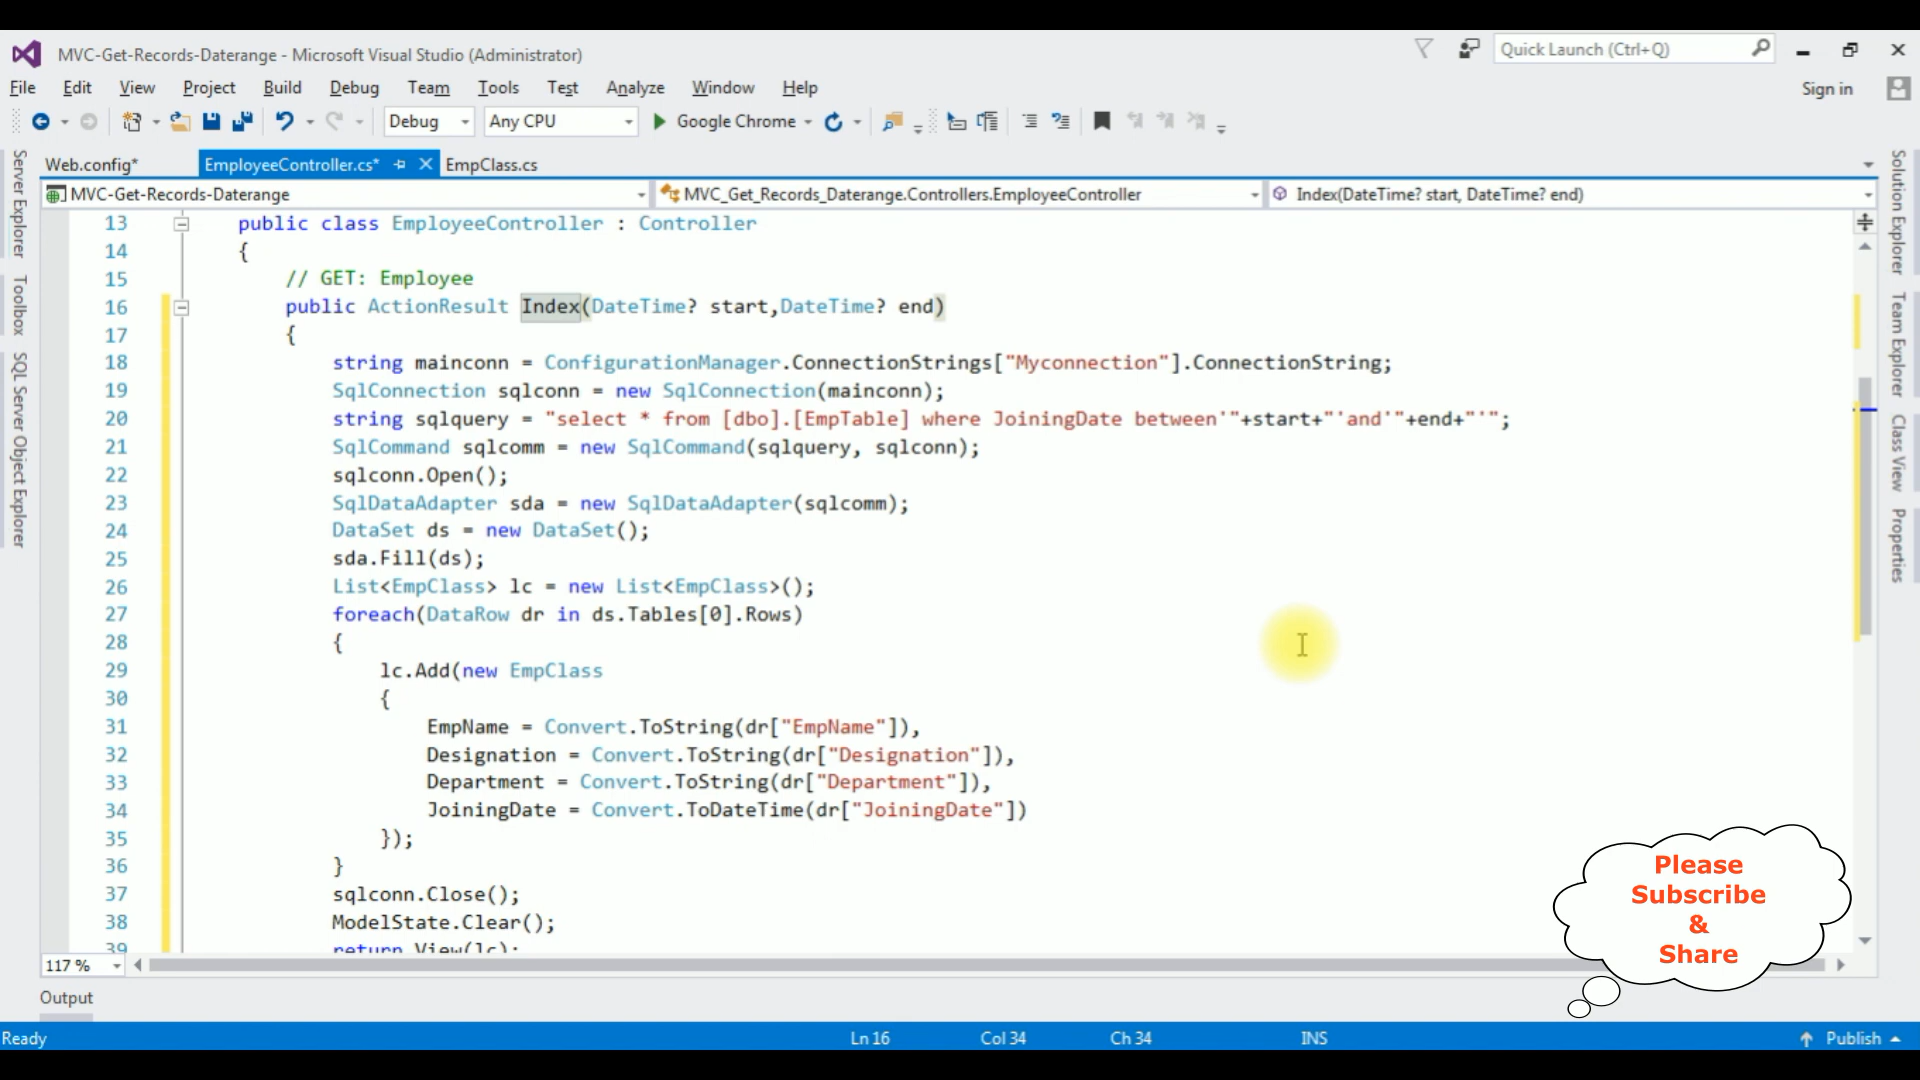 MVC-Get-Records-Daterange - Microsoft Visual Studio (Administrator)
Quick Launch (Ctrl+Q)
File Edit View Project Build Debug Team Tools Test Analyze Window Help
Sign in
Debug Any CPU Google Chrome
Web.config* EmployeeController.cs* EmpClass.cs
MVC-Get-Records-Daterange MVC_Get_Records_Daterange.Controllers.EmployeeController Index(DateTime? start, DateTime? end)
Server Explorer
Toolbox
SQL Server Object Explorer
13 public class EmployeeController : Controller
14 {
15 // GET: Employee
16 public ActionResult Index(DateTime? start,DateTime? end)
17 {
18 string mainconn = ConfigurationManager.ConnectionStrings["Myconnection"].ConnectionString;
19 SqlConnection sqlconn = new SqlConnection(mainconn);
20 string sqlquery = "select * from [dbo].[EmpTable] where JoiningDate between'"+start+"'and'"+end+"'";
21 SqlCommand sqlcomm = new SqlCommand(sqlquery, sqlconn);
22 sqlconn.Open();
23 SqlDataAdapter sda = new SqlDataAdapter(sqlcomm);
24 DataSet ds = new DataSet();
25 sda.Fill(ds);
26 List<EmpClass> lc = new List<EmpClass>();
27 foreach(DataRow dr in ds.Tables[0].Rows)
28 {
29 lc.Add(new EmpClass
30 {
31 EmpName = Convert.ToString(dr["EmpName"]),
32 Designation = Convert.ToString(dr["Designation"]),
33 Department = Convert.ToString(dr["Department"]),
34 JoiningDate = Convert.ToDateTime(dr["JoiningDate"])
35 });
36 }
37 sqlconn.Close();
38 ModelState.Clear();
39 return View(lc);
Solution Explorer
Team Explorer
Class View
Properties
Please
Subscribe
&
Share
117 %
Output
Ready Ln 16 Col 34 Ch 34 INS Publish